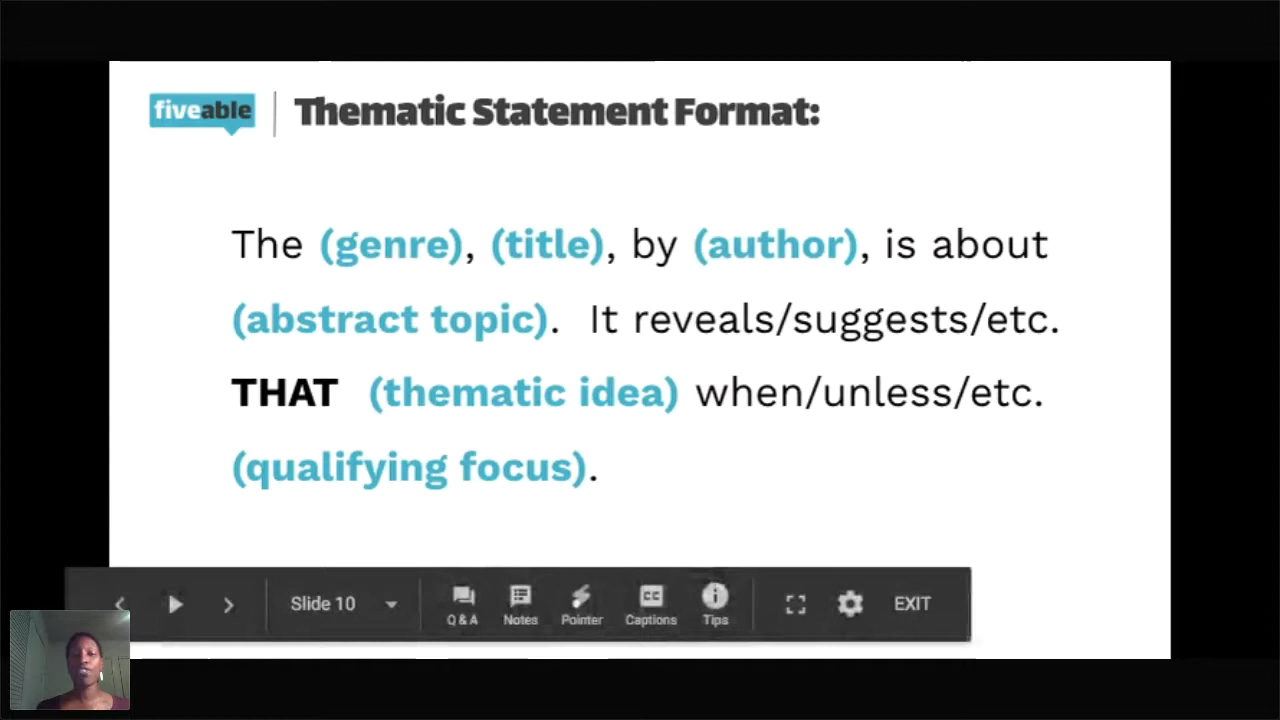 fiveable
Thematic Statement Format:
The (genre), (title), by (author), is about
(abstract topic).  It reveals/suggests/etc.
THAT  (thematic idea) when/unless/etc.
(qualifying focus).
Slide 10
Q & A
Notes
Pointer
CC
Captions
Tips
EXIT